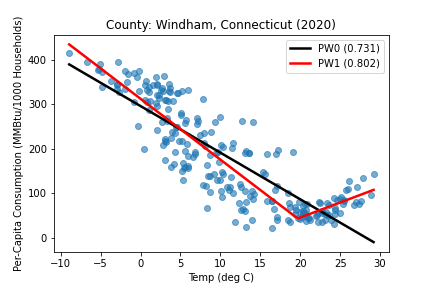 County: Windham, Connecticut (2020)
PW0 (0.731)
PW1 (0.802)
Per-Capita Consumption (MMBtu/1000 Households)
400
300
200
100
0
−10 −5 0 5 10 15 20 25 30
Temp (deg C)